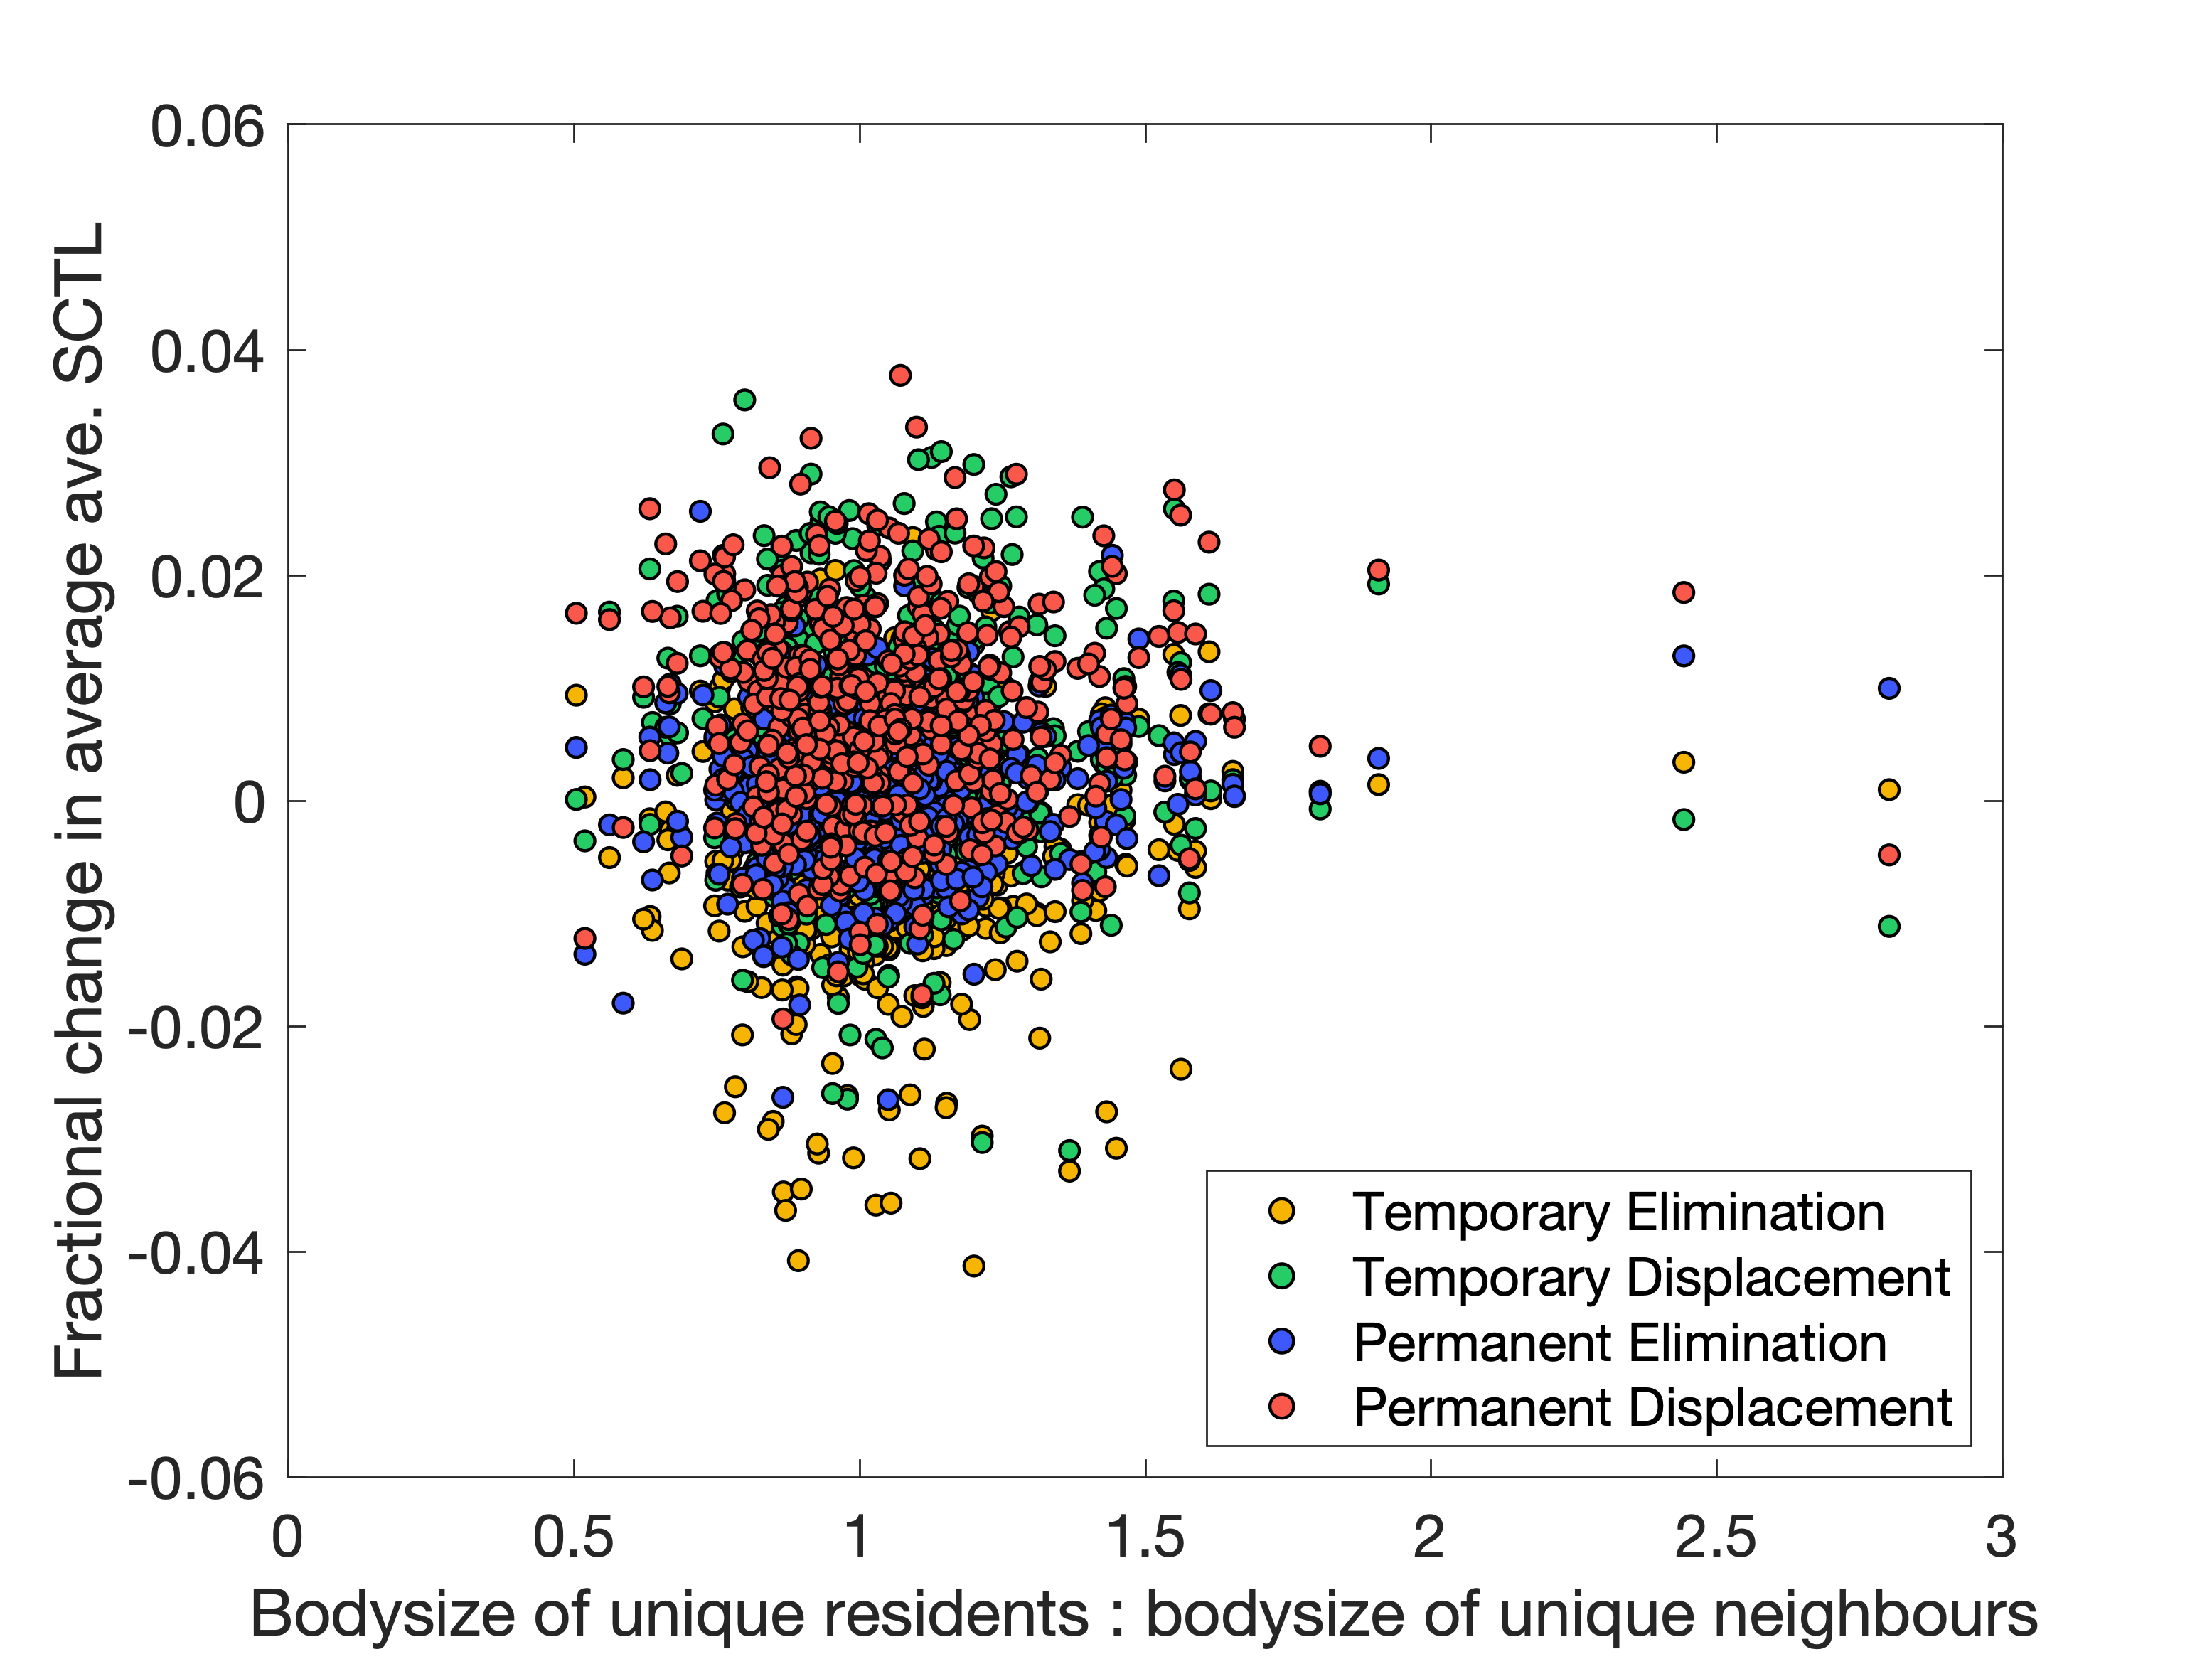 Fractional change in average ave. SCTL
0.06
0.04
0.02
0
-0.02
-0.04
-0.06
Temporary Elimination
Temporary Displacement
Permanent Elimination
Permanent Displacement
0 0.5 1 1.5 2 2.5 3
Bodysize of unique residents : bodysize of unique neighbours